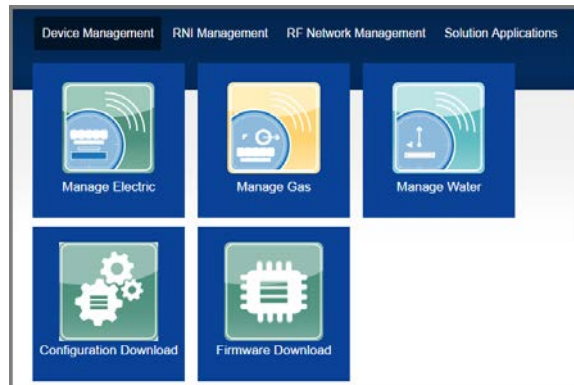 Device Management RNI Management RF Network Management Solution Applications
Manage Electric Manage Gas Manage Water
Configuration Download Firmware Download